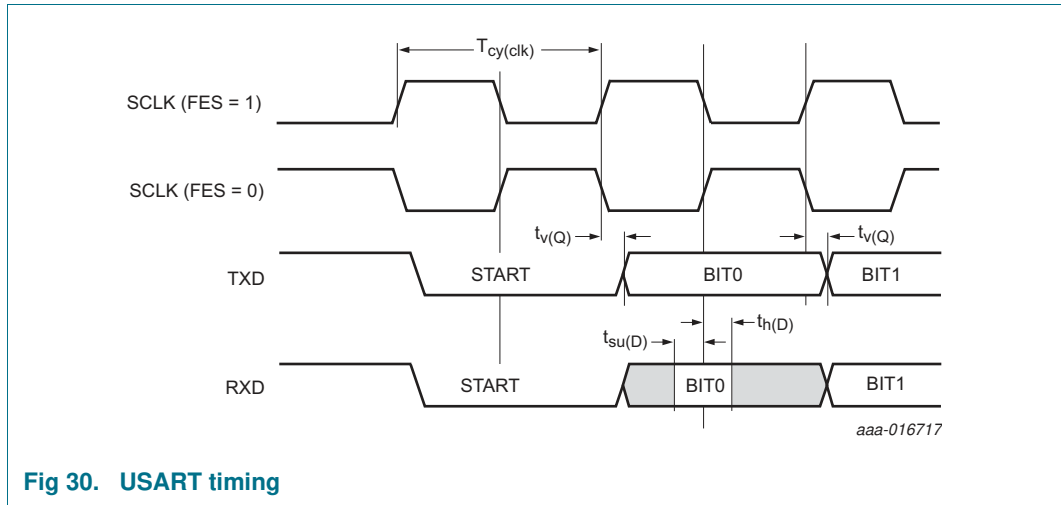 Tcy(clk)
SCLK (FES = 1)
SCLK (FES = 0)
tv(Q)
tv(Q)
TXD
START
BIT0
BIT1
tsu(D)
th(D)
RXD
START
BIT0
BIT1
aaa-016717
Fig 30. USART timing